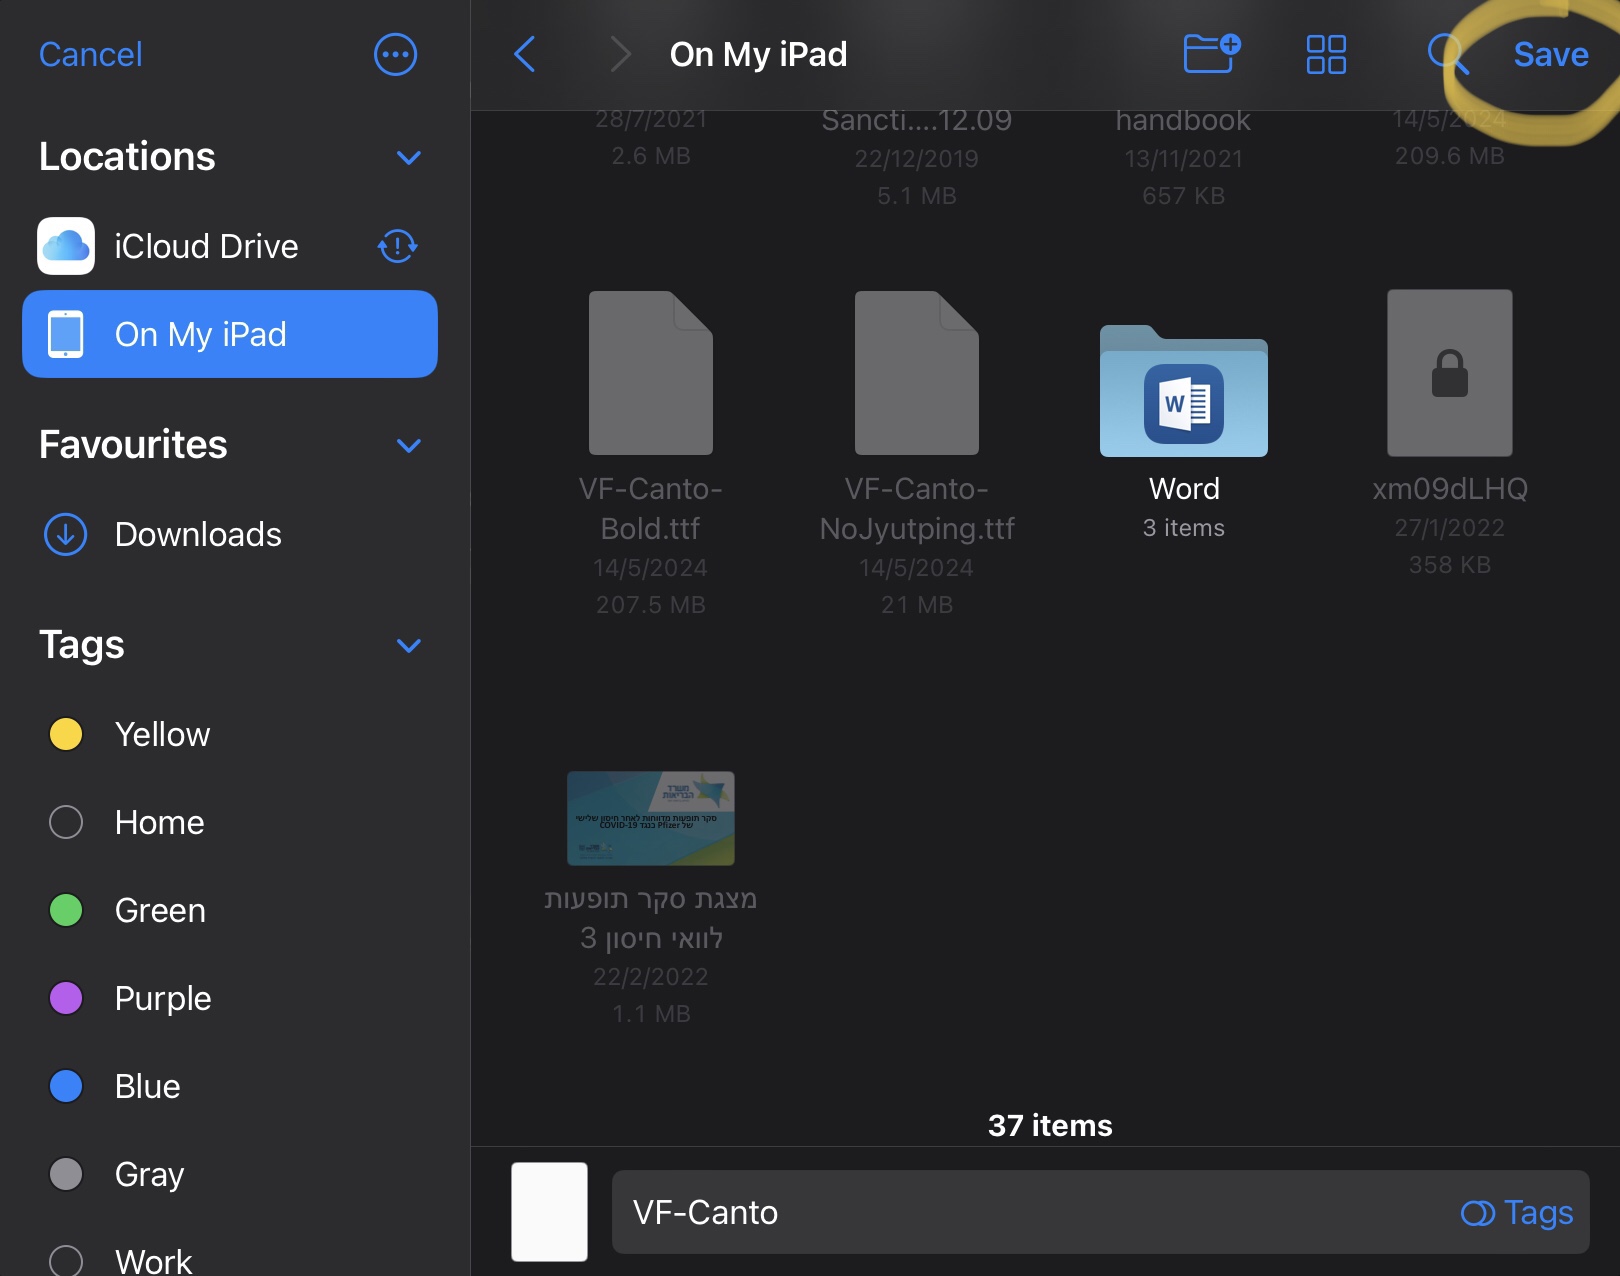 Cancel
Locations
iCloud Drive
On My iPad
Favourites
Downloads
Tags
Yellow
Home
Green
Purple
Blue
Gray
Work
On My iPad
Save
28/7/2021
2.6 MB
Sancti....12.09
22/12/2019
5.1 MB
handbook
13/11/2021
657 KB
14/5/2024
209.6 MB
VF-Canto-
Bold.ttf
14/5/2024
207.5 MB
VF-Canto-
NoJyutping.ttf
14/5/2024
21 MB
W
Word
3 items
xm09dLHQ
27/1/2022
358 KB
משרד
הבריאות
סקר תופעות מדווחות לאחר חיסון שלישי
של Pfizer כנגד COVID-19
מצגת סקר תופעות
לוואי חיסון 3
22/2/2022
1.1 MB
37 items
VF-Canto
Tags